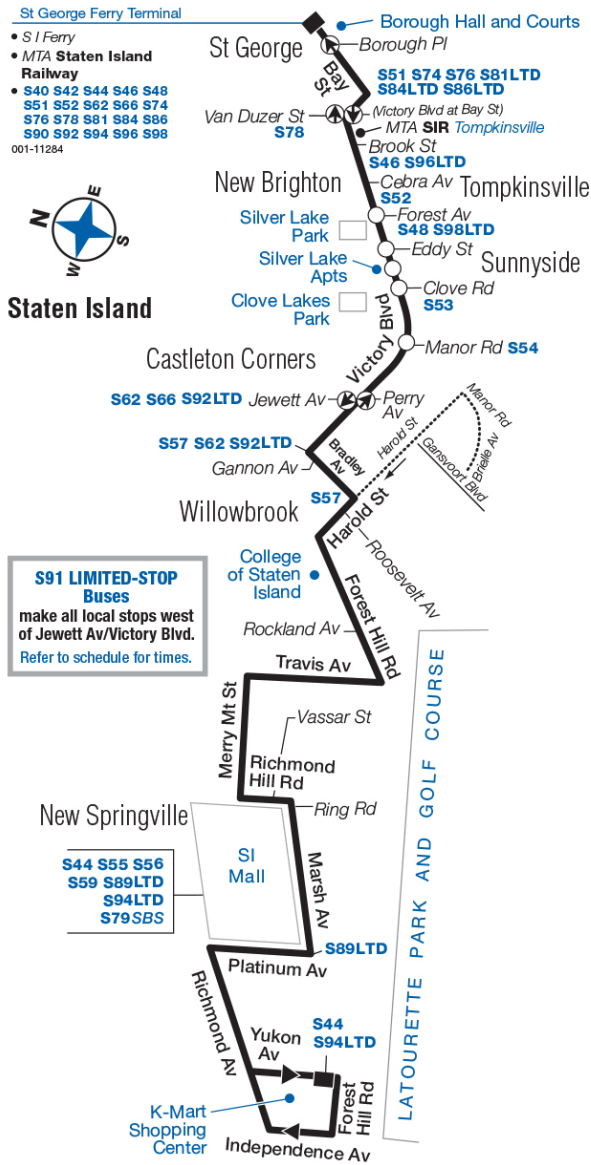 St George Ferry Terminal
• S I Ferry
• MTA Staten Island
Railway
• S40 S42 S44 S46 S48
S51 S52 S62 S66 S74
S76 S78 S81 S84 S86
S90 S92 S94 S96 S98
001-11284
Borough Hall and Courts
St George
Borough Pl
Bay
St
S51 S74 S76 S81LTD
S84LTD S86LTD
Van Duzer St
S78
(Victory Blvd at Bay St)
MTA SIR Tompkinsville
Brook St
S46 S96LTD
New Brighton
Cebra Av
S52
Tompkinsville
Silver Lake
Park
Forest Av
S48 S98LTD
Eddy St
Silver Lake
Apts
Sunnyside
Clove Rd
S53
Clove Lakes
Park
N
E
S
W
Staten Island
Victory Blvd
Manor Rd S54
Castleton Corners
S62 S66 S92LTD Jewett Av
Perry
Av
Manor Rd
Harold St
Gansvoort Blvd
Brielle Av
S57 S62 S92LTD
Gannon Av
Bradley
Av
S57
Willowbrook
Harold St
Roosevelt Av
College
of Staten
Island
S91 LIMITED-STOP
Buses
make all local stops west
of Jewett Av/Victory Blvd.
Refer to schedule for times.
Forest Hill Rd
Rockland Av
Travis Av
Merry Mt St
Vassar St
Richmond
Hill Rd
Ring Rd
New Springville
SI
Mall
Marsh Av
S44 S55 S56
S59 S89LTD
S94LTD
S79SBS
S89LTD
Platinum Av
Richmond Av
S44
S94LTD
Yukon
Av
Forest
Hill Rd
K-Mart
Shopping
Center
Independence Av
LATOURETTE PARK AND GOLF COURSE